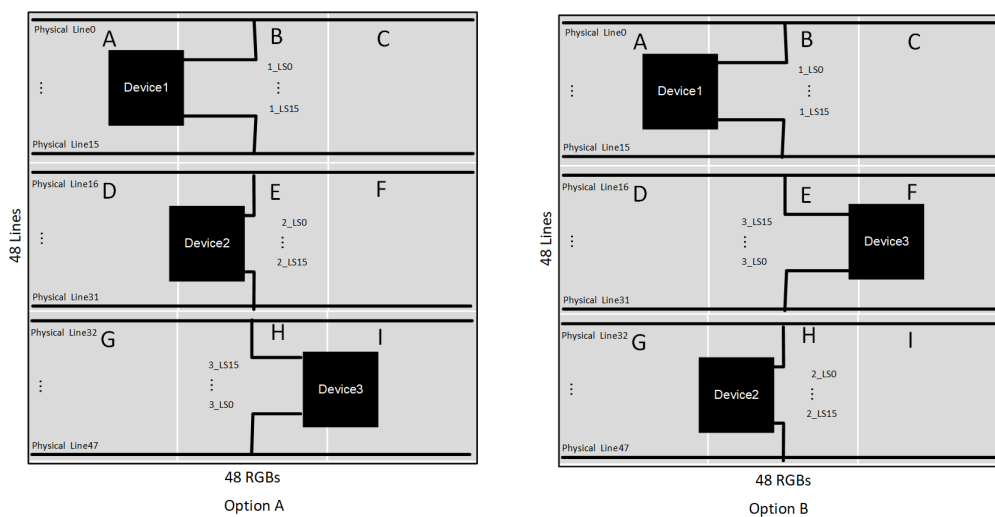 Physical Line0
A
B
C
Device1
1_LS0
⋮
⋮
1_LS15
Physical Line15
Physical Line16
D
E
F
Device2
2_LS0
⋮
⋮
2_LS15
Physical Line31
Physical Line32
G
H
I
3_LS15
⋮
⋮
Device3
3_LS0
Physical Line47
48 Lines
48 RGBs
Option A
Physical Line0
A
B
C
Device1
1_LS0
⋮
⋮
1_LS15
Physical Line15
Physical Line16
D
E
F
3_LS15
⋮
⋮
Device3
3_LS0
Physical Line31
Physical Line32
G
H
I
Device2
2_LS0
⋮
⋮
2_LS15
Physical Line47
48 Lines
48 RGBs
Option B